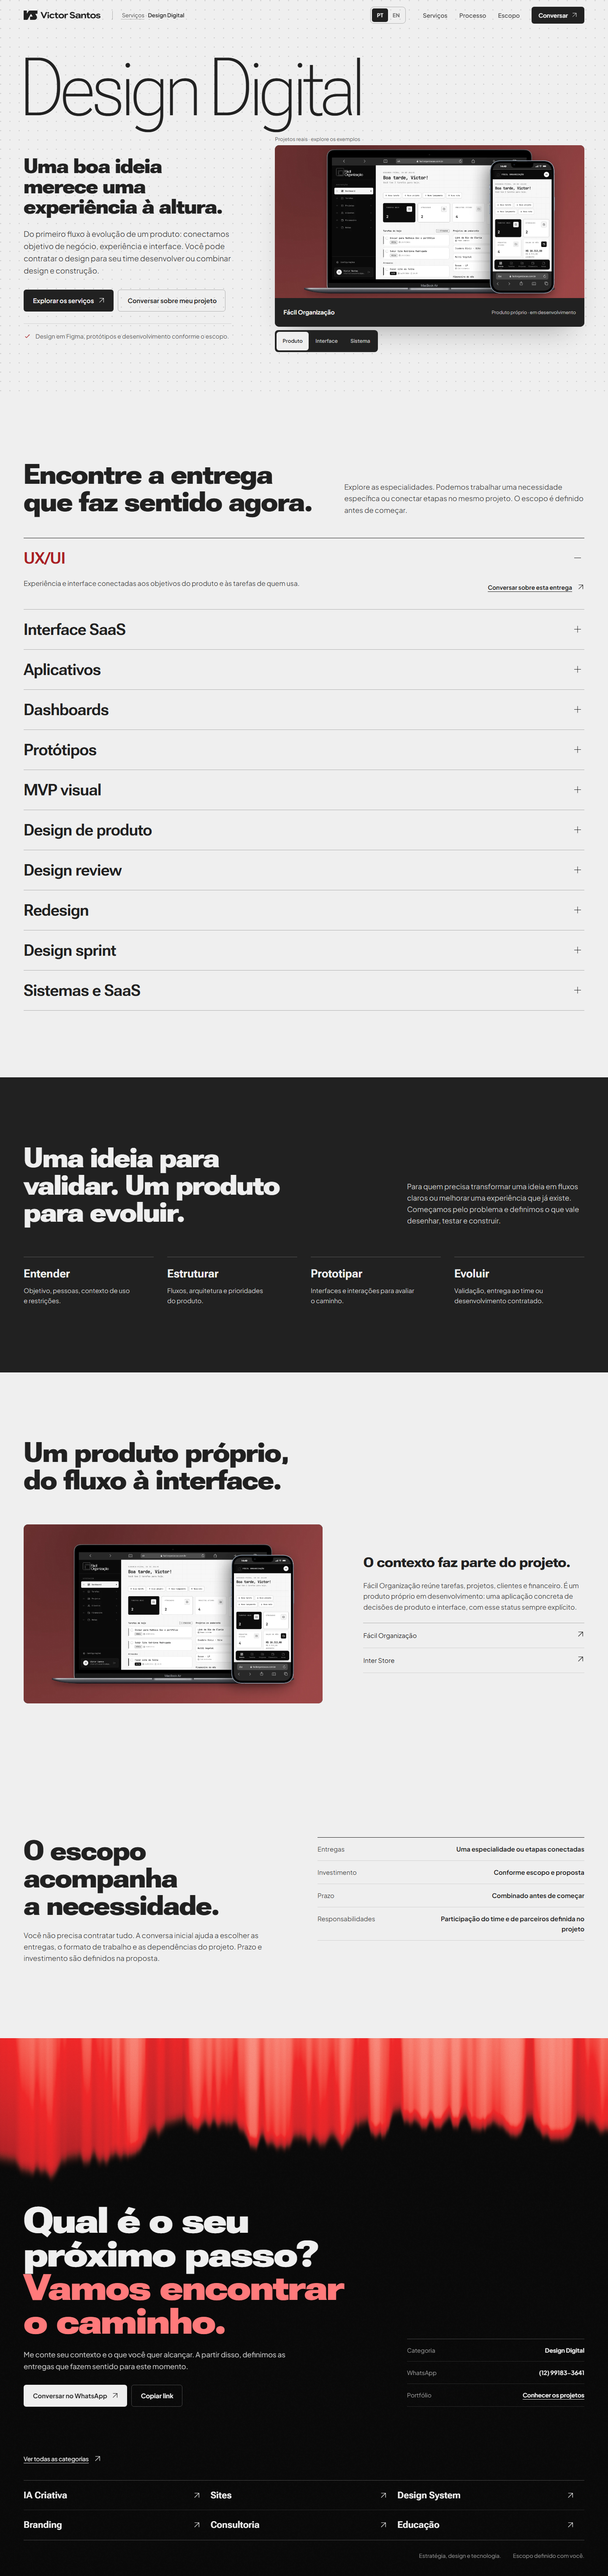 Victor Santos
Serviços · Design Digital
PT EN
Serviços Processo Escopo
Conversar
Design Digital
Projetos reais · explore os exemplos
Uma boa ideia
merece uma
experiência à altura.
Do primeiro fluxo à evolução de um produto: conectamos
objetivo de negócio, experiência e interface. Você pode
contratar o design para seu time desenvolver ou combinar
design e construção.
Explorar os serviços
Conversar sobre meu projeto
Design em Figma; protótipos e desenvolvimento conforme o escopo.
Fácil
Organização
Boa tarde, Victor!
Boa tarde, Victor!
Fácil Organização
Produto próprio · em desenvolvimento
Produto Interface Sistema
Encontre a entrega
que faz sentido agora.
Explore as especialidades. Podemos trabalhar uma necessidade
específica ou conectar etapas no mesmo projeto. O escopo é definido
antes de começar.
UX/UI
Experiência e interface conectadas aos objetivos do produto e às tarefas de quem usa.
Conversar sobre esta entrega
Interface SaaS
Aplicativos
Dashboards
Protótipos
MVP visual
Design de produto
Design review
Redesign
Design sprint
Sistemas e SaaS
Uma ideia para
validar. Um produto
para evoluir.
Para quem precisa transformar uma ideia em fluxos
claros ou melhorar uma experiência que já existe.
Começamos pelo problema e definimos o que vale
desenhar, testar e construir.
Entender
Objetivo, pessoas, contexto de uso
e restrições.
Estruturar
Fluxos, arquitetura e prioridades
do produto.
Prototipar
Interfaces e interações para avaliar
o caminho.
Evoluir
Validação, entrega ao time ou
desenvolvimento contratado.
Um produto próprio,
do fluxo à interface.
Fácil
Organização
Boa tarde, Victor!
Boa tarde, Victor!
O contexto faz parte do projeto.
Fácil Organização reúne tarefas, projetos, clientes e financeiro. É um
produto próprio em desenvolvimento: uma aplicação concreta de
decisões de produto e interface, com esse status sempre explícito.
Fácil Organização
Inter Store
O escopo
acompanha
a necessidade.
Você não precisa contratar tudo. A conversa inicial ajuda a escolher as
entregas, o formato de trabalho e as dependências do projeto. Prazo e
investimento são definidos na proposta.
Entregas Uma especialidade ou etapas conectadas
Investimento Conforme escopo e proposta
Prazo Combinado antes de começar
Responsabilidades Participação do time e de parceiros definida no
projeto
Qual é o seu
próximo passo?
Vamos encontrar
o caminho.
Me conte seu contexto e o que você quer alcançar. A partir disso, definimos as
entregas que fazem sentido para este momento.
Conversar no WhatsApp
Copiar link
Categoria Design Digital
WhatsApp (12) 99183-3641
Portfólio Conhecer os projetos
Ver todas as categorias
IA Criativa
Sites
Design System
Branding
Consultoria
Educação
Estratégia, design e tecnologia.
Escopo definido com você.